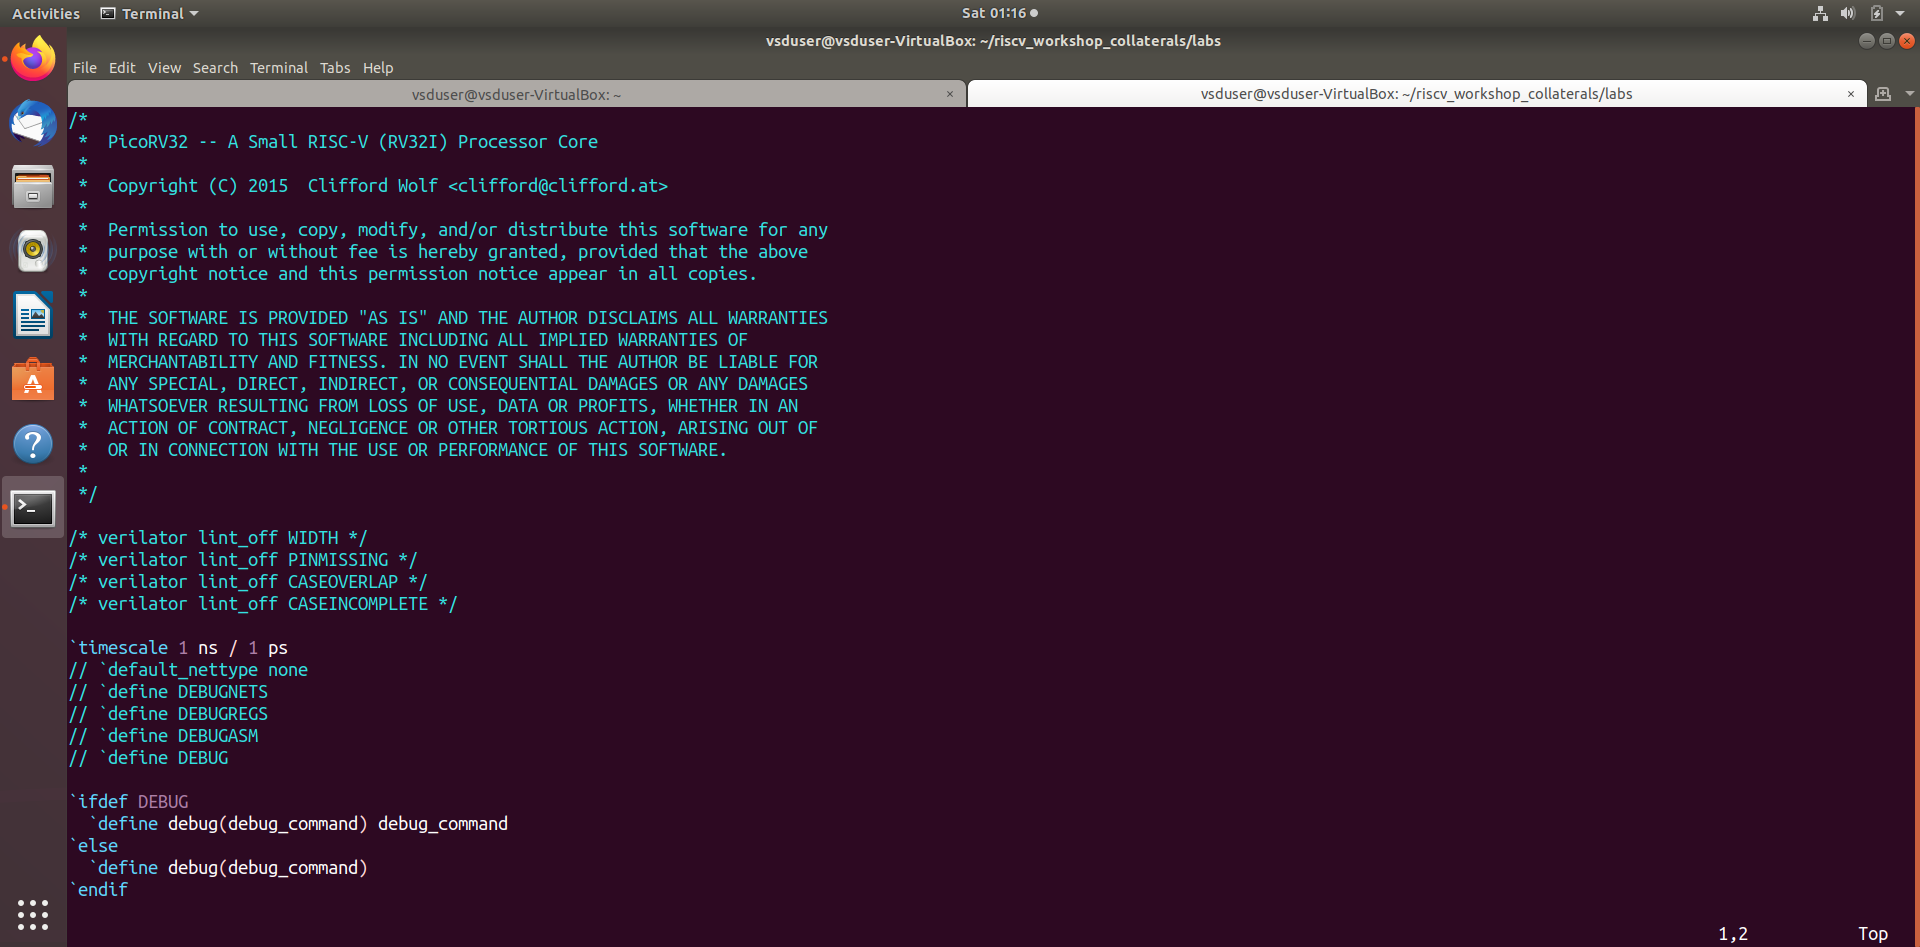 Activities Terminal Sat 01:16
vsduser@vsduser-VirtualBox: ~/riscv_workshop_collaterals/labs
File Edit View Search Terminal Tabs Help
vsduser@vsduser-VirtualBox: ~ × vsduser@vsduser-VirtualBox: ~/riscv_workshop_collaterals/labs ×
/*
 *  PicoRV32 -- A Small RISC-V (RV32I) Processor Core
 *
 *  Copyright (C) 2015  Clifford Wolf <clifford@clifford.at>
 *
 *  Permission to use, copy, modify, and/or distribute this software for any
 *  purpose with or without fee is hereby granted, provided that the above
 *  copyright notice and this permission notice appear in all copies.
 *
 *  THE SOFTWARE IS PROVIDED "AS IS" AND THE AUTHOR DISCLAIMS ALL WARRANTIES
 *  WITH REGARD TO THIS SOFTWARE INCLUDING ALL IMPLIED WARRANTIES OF
 *  MERCHANTABILITY AND FITNESS. IN NO EVENT SHALL THE AUTHOR BE LIABLE FOR
 *  ANY SPECIAL, DIRECT, INDIRECT, OR CONSEQUENTIAL DAMAGES OR ANY DAMAGES
 *  WHATSOEVER RESULTING FROM LOSS OF USE, DATA OR PROFITS, WHETHER IN AN
 *  ACTION OF CONTRACT, NEGLIGENCE OR OTHER TORTIOUS ACTION, ARISING OUT OF
 *  OR IN CONNECTION WITH THE USE OR PERFORMANCE OF THIS SOFTWARE.
 *
 */
/* verilator lint_off WIDTH */
/* verilator lint_off PINMISSING */
/* verilator lint_off CASEOVERLAP */
/* verilator lint_off CASEINCOMPLETE */
`timescale 1 ns / 1 ps
// `default_nettype none
// `define DEBUGNETS
// `define DEBUGREGS
// `define DEBUGASM
// `define DEBUG
`ifdef DEBUG
  `define debug(debug_command) debug_command
`else
  `define debug(debug_command)
`endif
1,2 Top